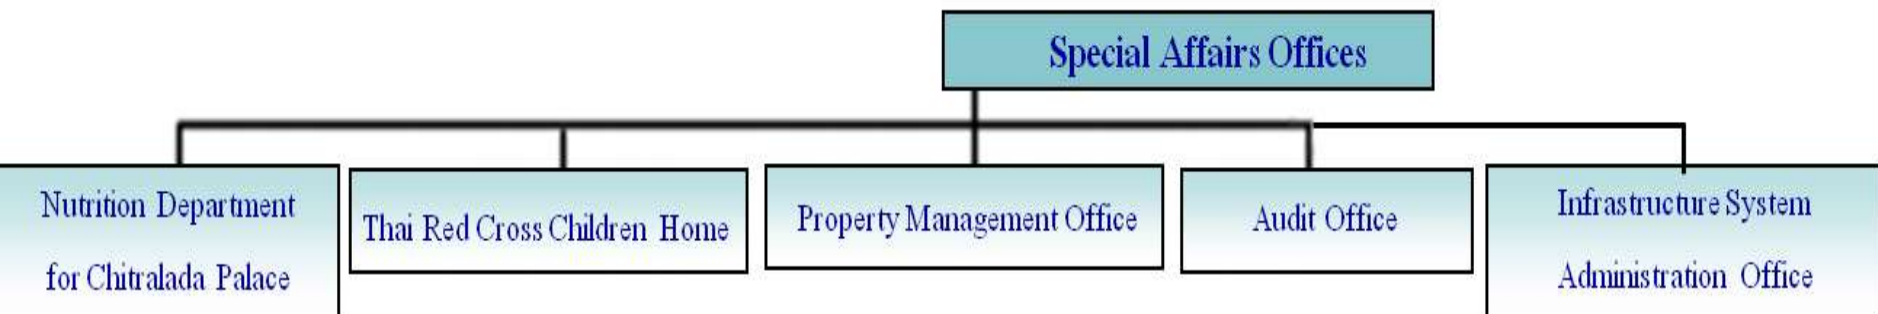 Special Affairs Offices
Nutrition Department
for Chitralada Palace
Thai Red Cross Children Home
Property Management Office
Audit Office
Infrastructure System
Administration Office